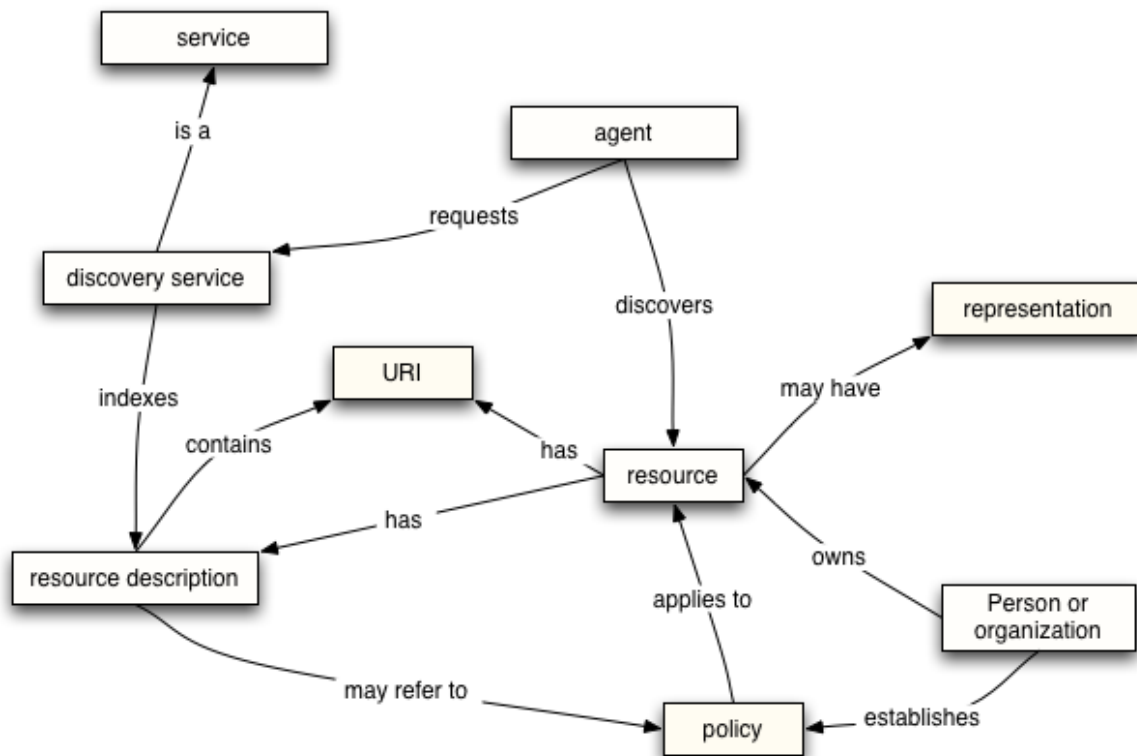 service
is a
agent
requests
discovery service
discovers
representation
URI
indexes
may have
contains
has
resource
has
owns
resource description
applies to
Person or
organization
may refer to
policy
establishes